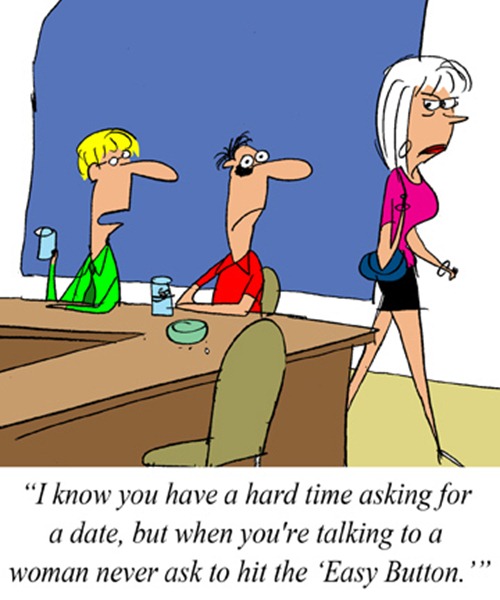 “I know you have a hard time asking for
a date, but when you're talking to a
woman never ask to hit the ‘Easy Button.’”